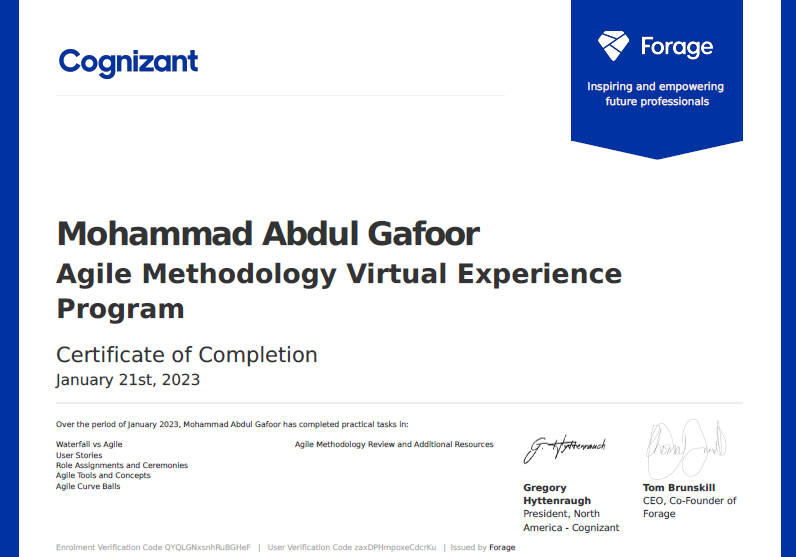 Cognizant
Forage
Inspiring and empowering
future professionals
Mohammad Abdul Gafoor
Agile Methodology Virtual Experience
Program
Certificate of Completion
January 21st, 2023
Over the period of January 2023, Mohammad Abdul Gafoor has completed practical tasks in:
Waterfall vs Agile
User Stories
Role Assignments and Ceremonies
Agile Tools and Concepts
Agile Curve Balls
Agile Methodology Review and Additional Resources
G. Hyttenrauch
Gregory
Hyttenraugh
President, North
America - Cognizant
Tom Brunskill
CEO, Co-Founder of
Forage
Enrolment Verification Code QYQLGNxsnhRuBGHeF | User Verification Code zaxDPHmpoxeCdcrKu | Issued by Forage